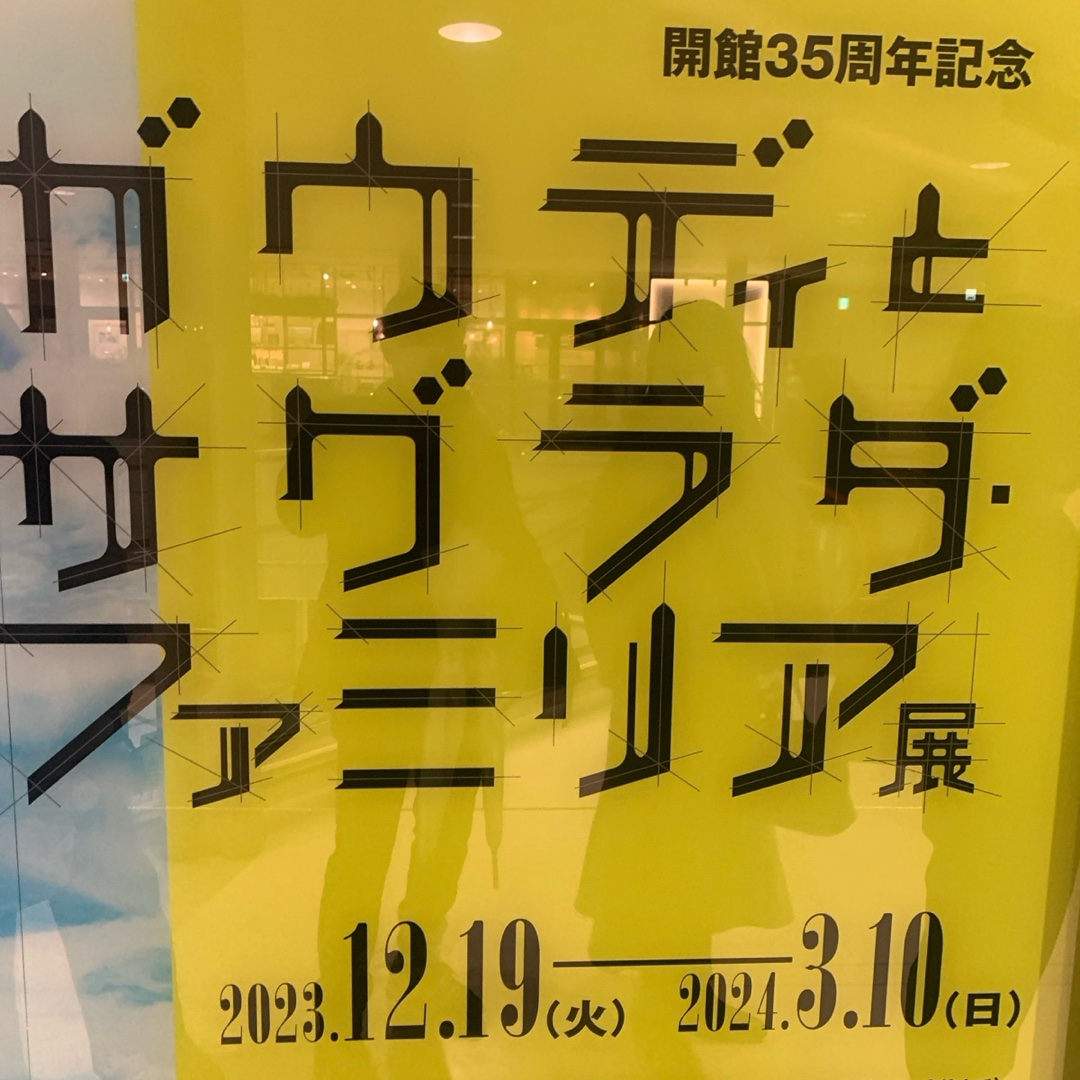 開館35周年記念
ガウディと
サグラダ・
ファミリア展
2023.12.19(火)—2024.3.10(日)